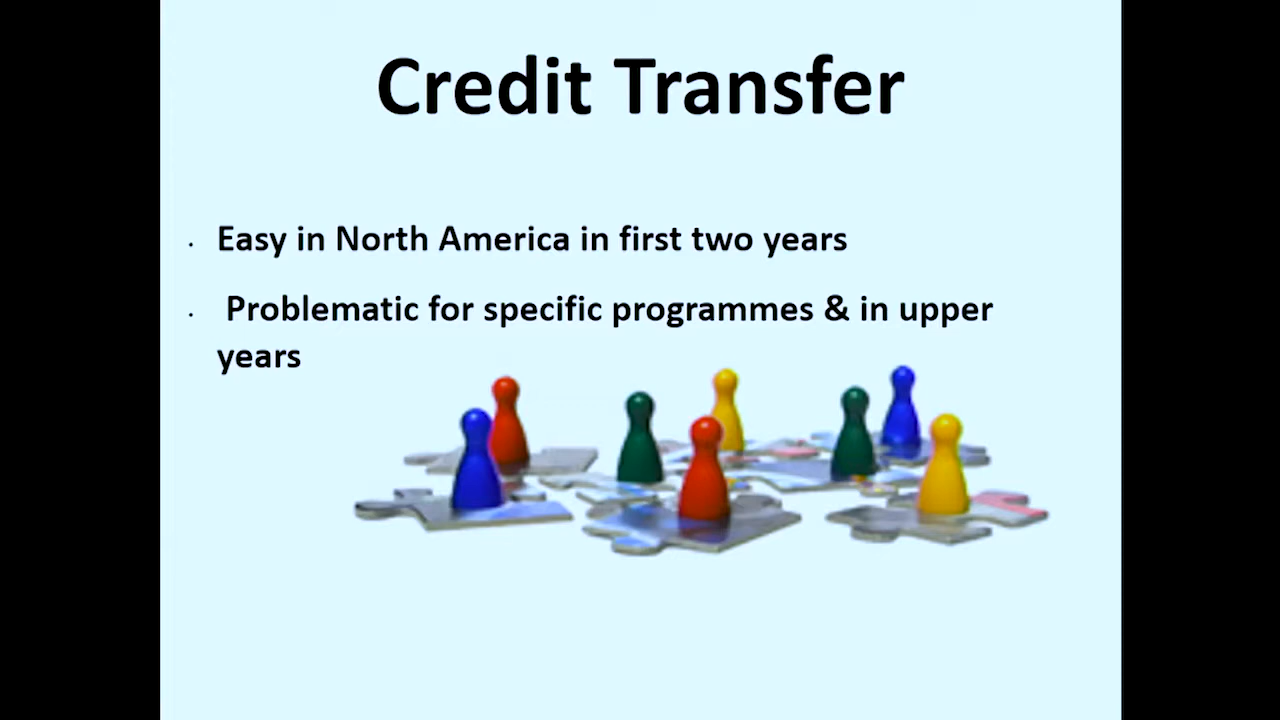 Credit Transfer
· Easy in North America in first two years
· Problematic for specific programmes & in upper
years